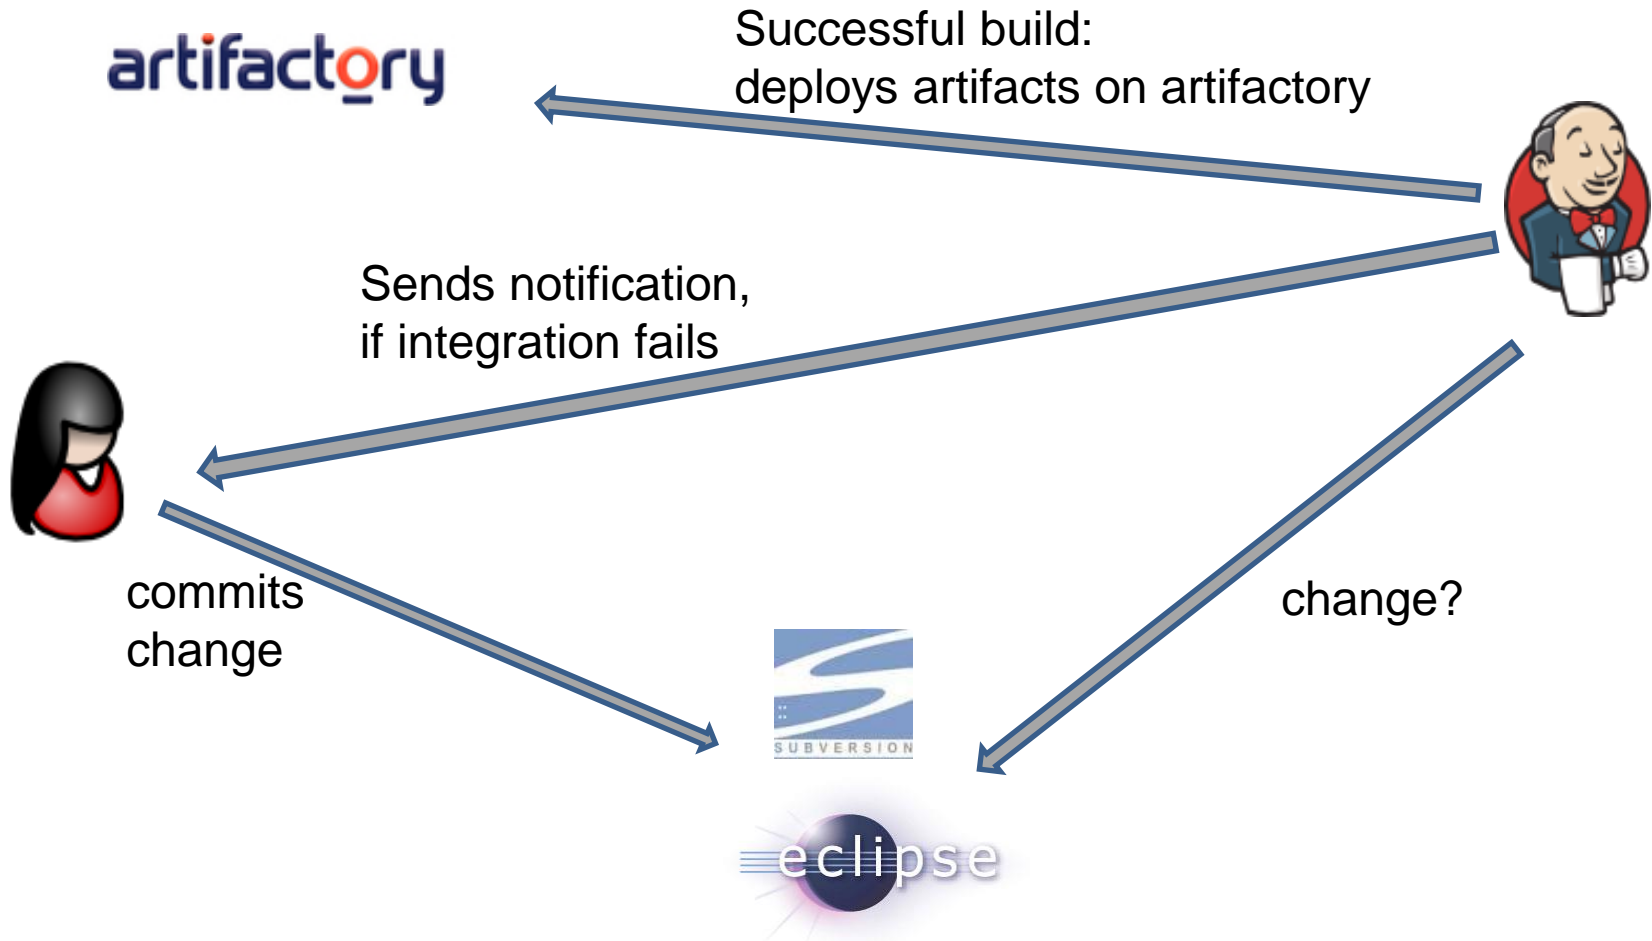 artifactory
Successful build:
deploys artifacts on artifactory
Sends notification,
if integration fails
commits
change
change?
SUBVERSION
eclipse